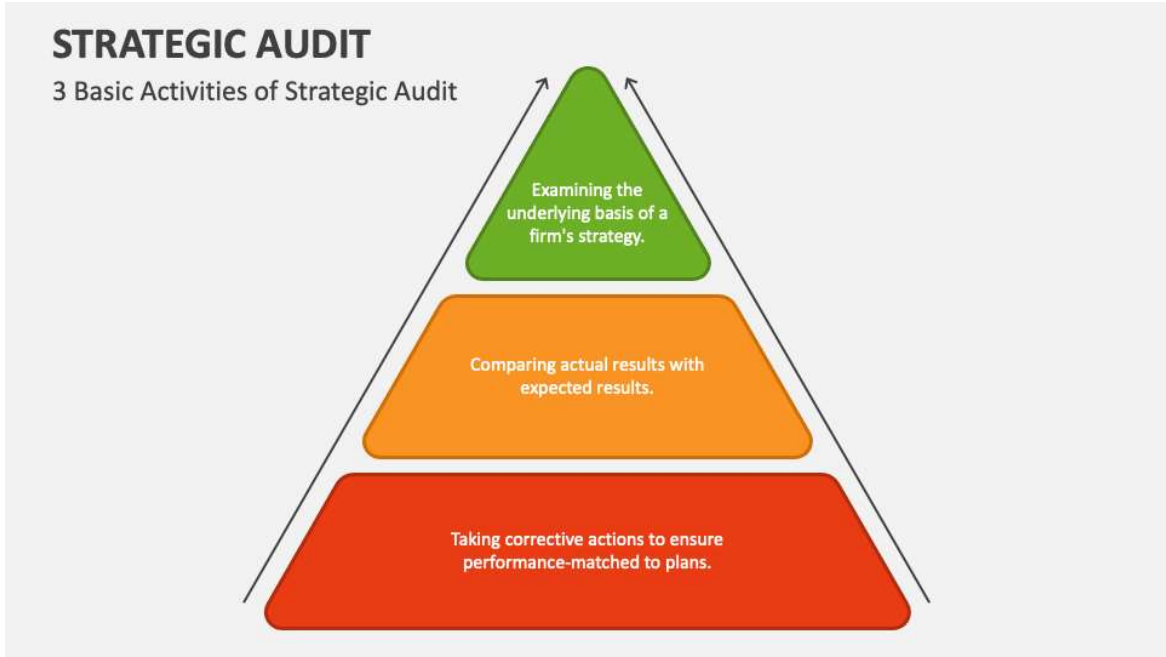 STRATEGIC AUDIT
3 Basic Activities of Strategic Audit
Examining the
underlying basis of a
firm's strategy.
Comparing actual results with
expected results.
Taking corrective actions to ensure
performance-matched to plans.